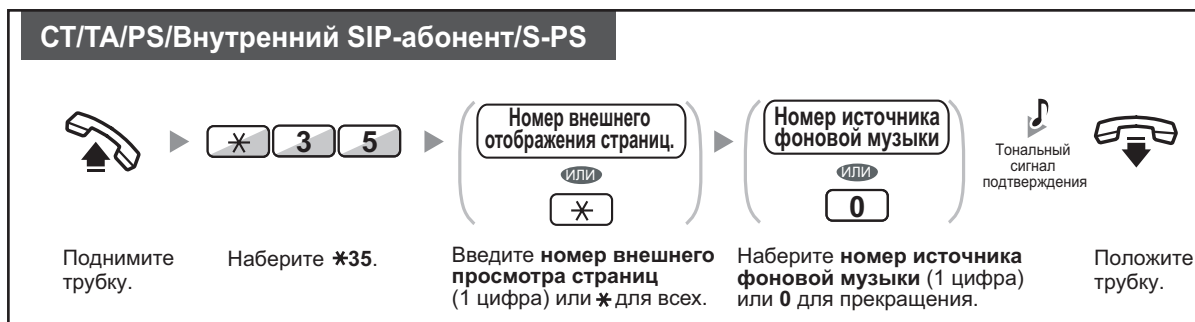 СТ/TA/PS/Внутренний SIP-абонент/S-PS
✳ 3 5
Номер внешнего
отображения страниц.
или
✳
Номер источника
фоновой музыки
или
0
Тональный
сигнал
подтверждения
Поднимите
трубку.
Наберите ✳35.
Введите номер внешнего
просмотра страниц
(1 цифра) или ✳ для всех.
Наберите номер источника
фоновой музыки (1 цифра)
или 0 для прекращения.
Положите
трубку.